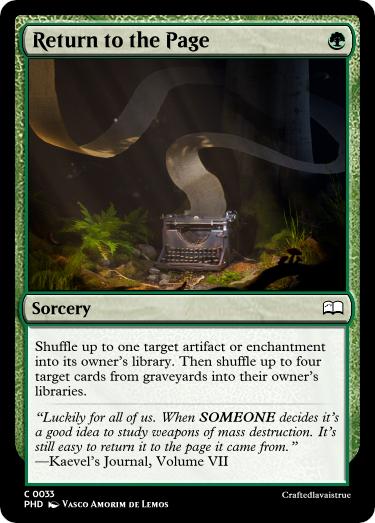 Return to the Page
Sorcery
Shuffle up to one target artifact or enchantment
into its owner's library. Then shuffle up to four
target cards from graveyards into their owner's
libraries.
“Luckily for all of us. When SOMEONE decides it's
a good idea to study weapons of mass destruction. It's
still easy to return it to the page it came from.”
—Kaevel's Journal, Volume VII
C 0033
PHD Vasco Amorim de Lemos
Craftedlavaistrue